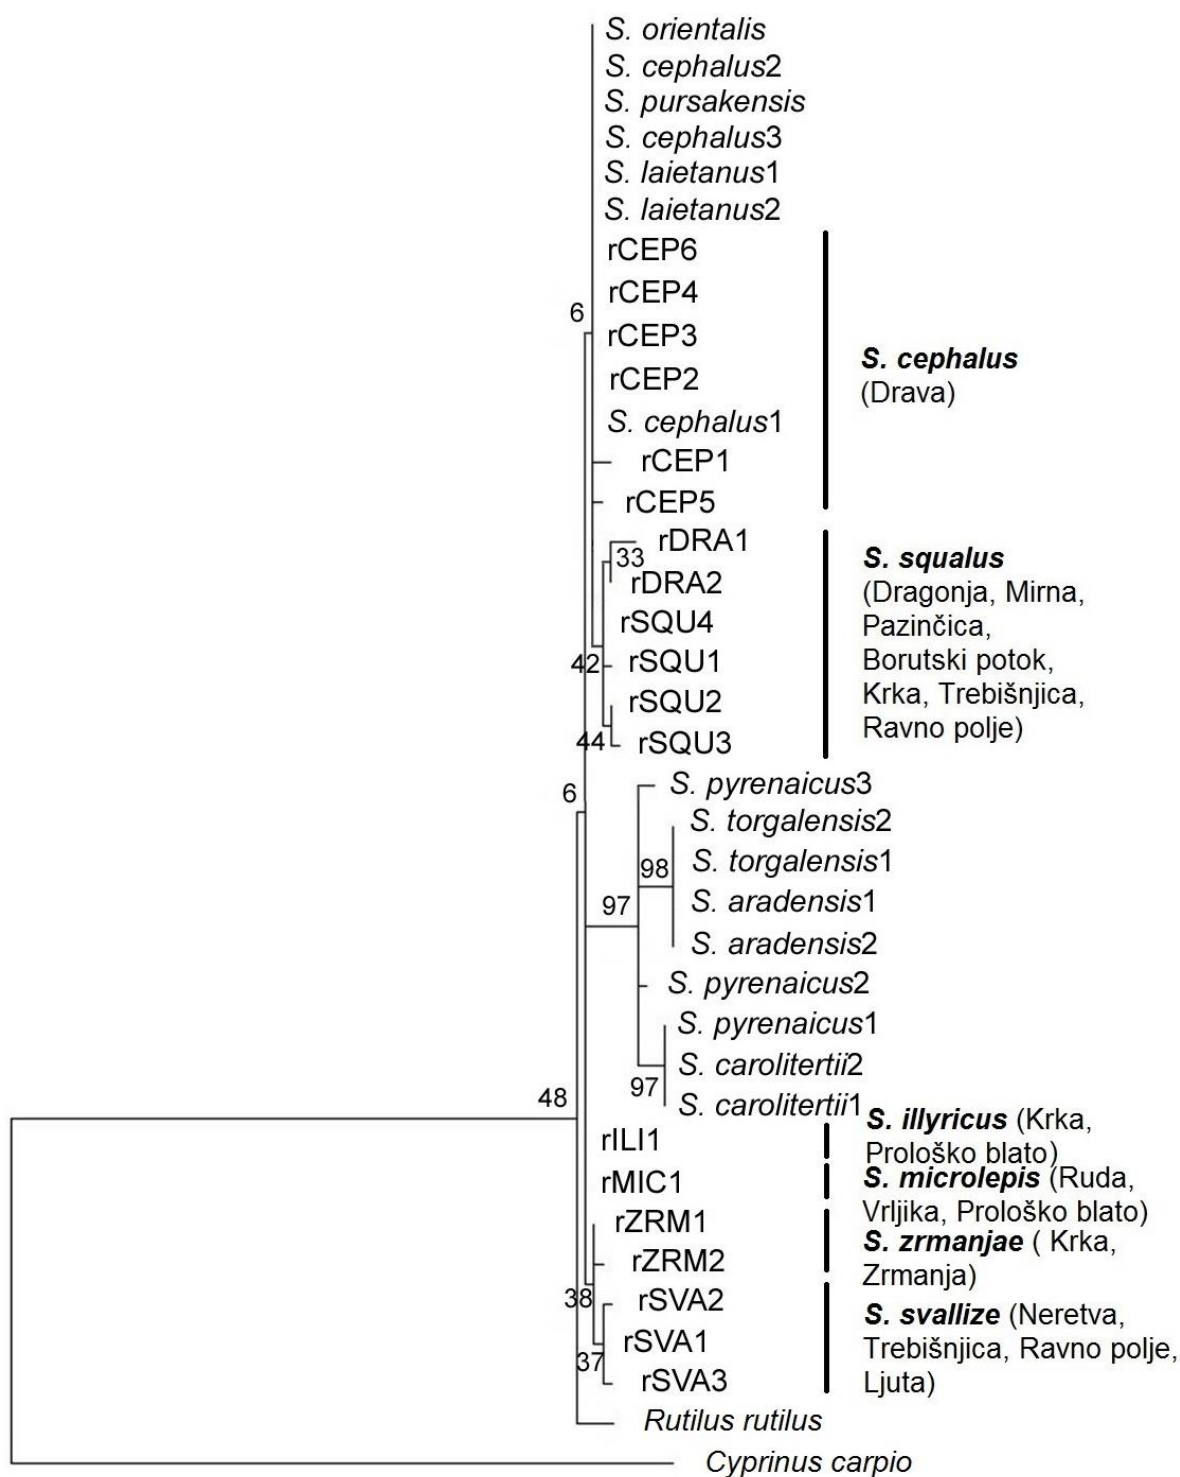 S. orientalis
S. cephalus2
S. pursakensis
S. cephalus3
S. laietanus1
S. laietanus2
rCEP6
rCEP4
6
rCEP3
rCEP2
S. cephalus1
rCEP1
rCEP5
S. cephalus
(Drava)
rDRA1
33
rDRA2
rSQU4
42
rSQU1
rSQU2
44
rSQU3
S. squalus
(Dragonja, Mirna,
Pazinčica,
Borutski potok,
Krka, Trebišnjica,
Ravno polje)
6
S. pyrenaicus3
S. torgalensis2
98
S. torgalensis1
S. aradensis1
97
S. aradensis2
S. pyrenaicus2
S. pyrenaicus1
S. carolitertii2
97
S. carolitertii1
48
rILI1
S. illyricus (Krka,
Prološko blato)
rMIC1
S. microlepis (Ruda,
Vrljika, Prološko blato)
rZRM1
rZRM2
S. zrmanjae ( Krka,
Zrmanja)
38
rSVA2
rSVA1
37
rSVA3
S. svallize (Neretva,
Trebišnjica, Ravno polje,
Ljuta)
Rutilus rutilus
Cyprinus carpio